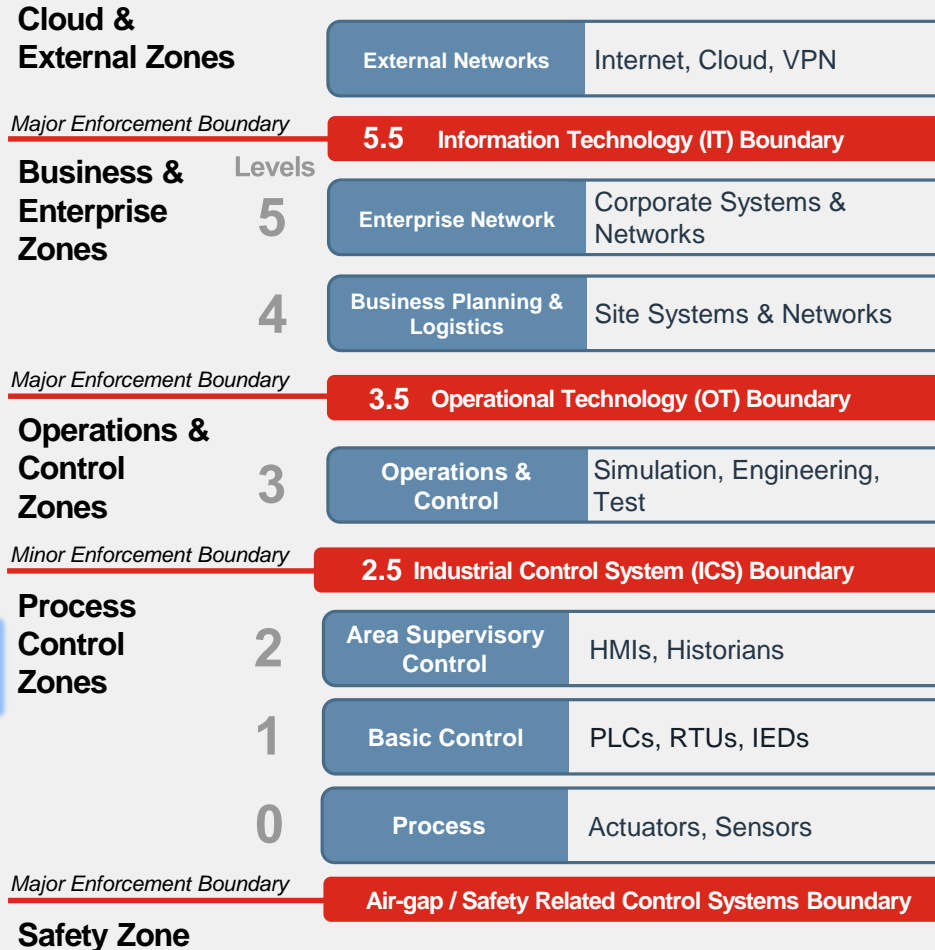 Cloud &
External Zones
External Networks
Internet, Cloud, VPN
Major Enforcement Boundary
5.5 Information Technology (IT) Boundary
Business &
Enterprise
Zones
Levels
5
Enterprise Network
Corporate Systems &
Networks
4
Business Planning &
Logistics
Site Systems & Networks
Major Enforcement Boundary
3.5 Operational Technology (OT) Boundary
Operations &
Control
Zones
3
Operations &
Control
Simulation, Engineering,
Test
Minor Enforcement Boundary
2.5 Industrial Control System (ICS) Boundary
Process
Control
Zones
2
Area Supervisory
Control
HMIs, Historians
1
Basic Control
PLCs, RTUs, IEDs
0
Process
Actuators, Sensors
Major Enforcement Boundary
Air-gap / Safety Related Control Systems Boundary
Safety Zone